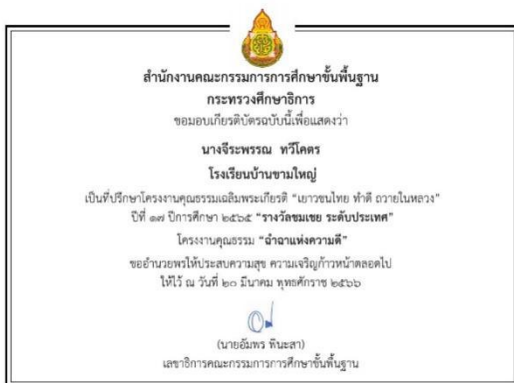 สำนักงานคณะกรรมการการศึกษาขั้นพื้นฐาน
กระทรวงศึกษาธิการ
ขอมอบเกียรติบัตรฉบับนี้เพื่อแสดงว่า
นางจีระพรรณ ทวีโคตร
โรงเรียนบ้านขามใหญ่
เป็นที่ปรึกษาโครงงานคุณธรรมเฉลิมพระเกียรติ "เยาวชนไทย ทำดี ถวายในหลวง"
ปีที่ ๑๗ ปีการศึกษา ๒๕๖๕ "รางวัลชมเชย ระดับประเทศ"
โครงงานคุณธรรม "ฉำฉาแห่งความดี"
ขออำนวยพรให้ประสบความสุข ความเจริญก้าวหน้าตลอดไป
ให้ไว้ ณ วันที่ ๒๐ มีนาคม พุทธศักราช ๒๕๖๖
(นายอัมพร พินะสา)
เลขาธิการคณะกรรมการการศึกษาขั้นพื้นฐาน